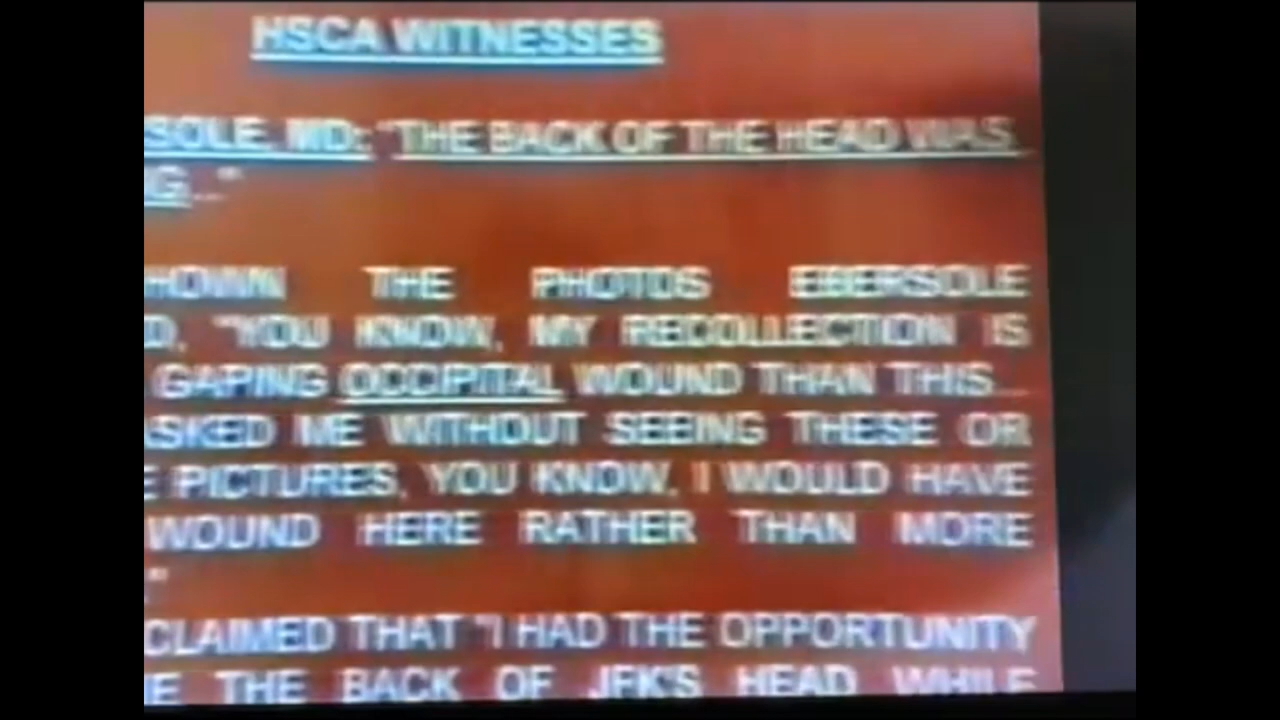 HSCA WITNESSES
SOLE, MD: "THE BACK OF THE HEAD WAS
G..."
HOWN THE PHOTOS EBERSOLE
D, "YOU KNOW, MY RECOLLECTION IS
GAPING OCCIPITAL WOUND THAN THIS...
SKED ME WITHOUT SEEING THESE OR
E PICTURES, YOU KNOW, I WOULD HAVE
WOUND HERE RATHER THAN MORE
"
CLAIMED THAT "I HAD THE OPPORTUNITY
E THE BACK OF JFK'S HEAD WHILE